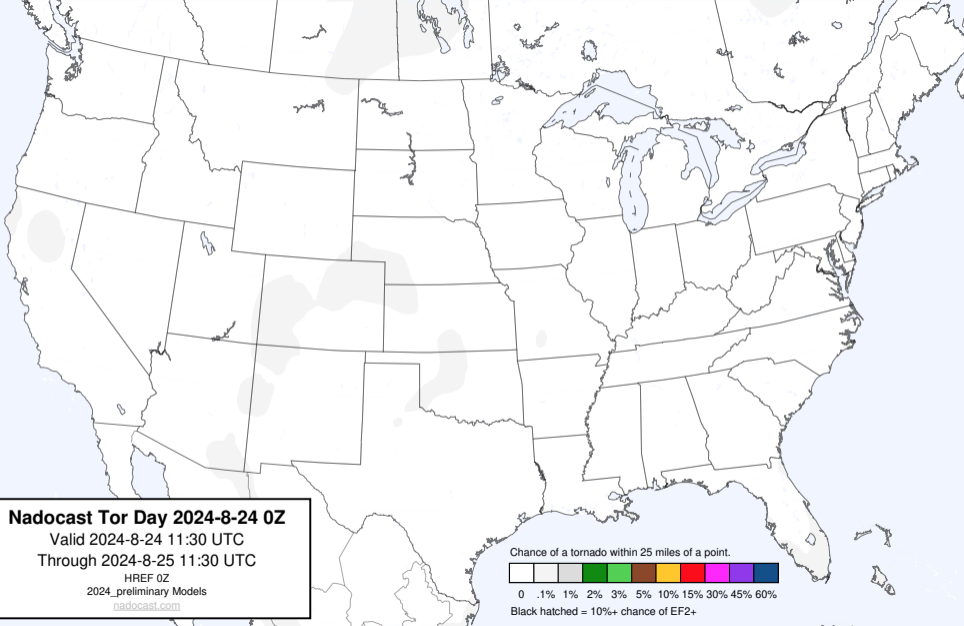 Nadocast Tor Day 2024-8-24 0Z
Valid 2024-8-24 11:30 UTC
Through 2024-8-25 11:30 UTC
HREF 0Z
2024_preliminary Models
nadocast.com
Chance of a tornado within 25 miles of a point.
0 .1% 1% 2% 3% 5% 10% 15% 30% 45% 60%
Black hatched = 10%+ chance of EF2+